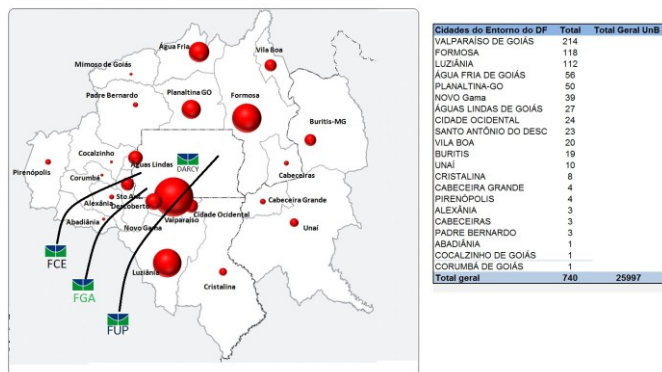 Água Fria
Vila Boa
Mimoso de Goiás
Padre Bernardo
Planaltina GO
Formosa
Buritis-MG
Cocalzinho
Águas Lindas
DARCY
Pirenópolis
Corumbá
Cabeceiras
Alexânia
Sto Ant.
Descoberto
Cidade Ocidental
Cabeceira Grande
Abadiânia
Valparaiso
Novo Gama
Unaí
FCE
Luziânia
Cristalina
FGA
FUP
Cidades do Entorno do DF Total Total Geral UnB
VALPARAÍSO DE GOIÁS 214
FORMOSA 118
LUZIÂNIA 112
ÁGUA FRIA DE GOIÁS 56
PLANALTINA-GO 50
NOVO Gama 39
ÁGUAS LINDAS DE GOIÁS 27
CIDADE OCIDENTAL 24
SANTO ANTÔNIO DO DESC 23
VILA BOA 20
BURITIS 19
UNAÍ 10
CRISTALINA 8
CABECEIRA GRANDE 4
PIRENÓPOLIS 4
ALEXÂNIA 3
CABECEIRAS 3
PADRE BERNARDO 3
ABADIÂNIA 1
COCALZINHO DE GOIÁS 1
CORUMBÁ DE GOIÁS 1
Total geral 740 25997